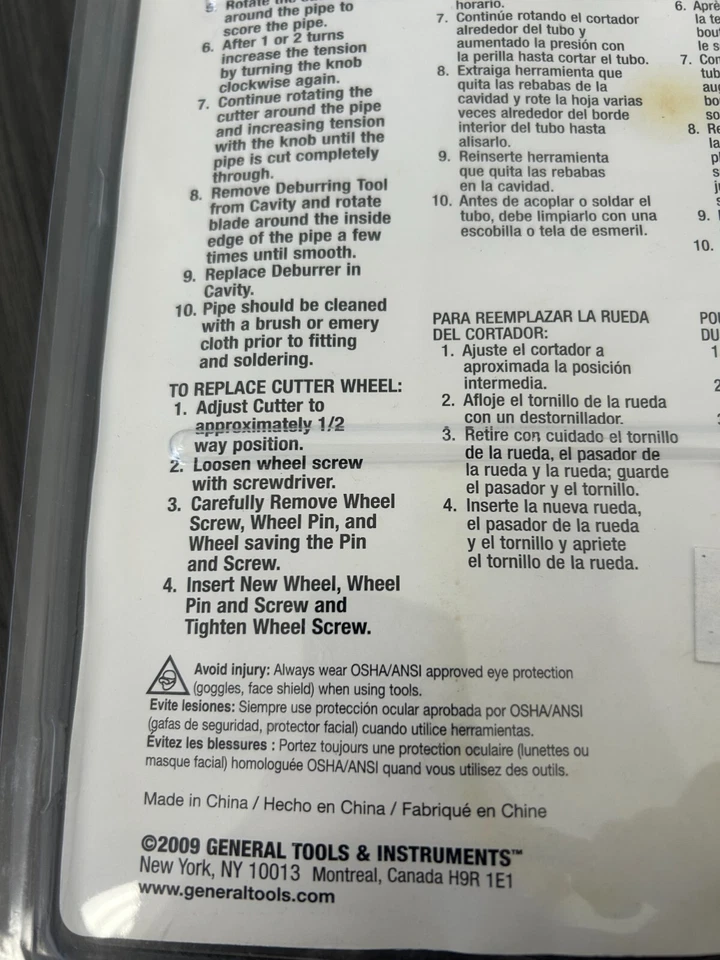 5. Rotate the
around the pipe to
score the pipe.
6. After 1 or 2 turns
increase the tension
by turning the knob
clockwise again.
7. Continue rotating the
cutter around the pipe
and increasing tension
with the knob until the
pipe is cut completely
through.
8. Remove Deburring Tool
from Cavity and rotate
blade around the inside
edge of the pipe a few
times until smooth.
9. Replace Deburrer in
Cavity.
10. Pipe should be cleaned
with a brush or emery
cloth prior to fitting
and soldering.
TO REPLACE CUTTER WHEEL:
1. Adjust Cutter to
approximately 1/2
way position.
2. Loosen wheel screw
with screwdriver.
3. Carefully Remove Wheel
Screw, Wheel Pin, and
Wheel saving the Pin
and Screw.
4. Insert New Wheel, Wheel
Pin and Screw and
Tighten Wheel Screw.
horario.
7. Continúe rotando el cortador
alrededor del tubo y
aumentado la presión con
la perilla hasta cortar el tubo.
8. Extraiga herramienta que
quita las rebabas de la
cavidad y rote la hoja varias
veces alrededor del borde
interior del tubo hasta
alisarlo.
9. Reinserte herramienta
que quita las rebabas
en la cavidad.
10. Antes de acoplar o soldar el
tubo, debe limpiarlo con una
escobilla o tela de esmeril.
PARA REEMPLAZAR LA RUEDA
DEL CORTADOR:
1. Ajuste el cortador a
aproximada la posición
intermedia.
2. Afloje el tornillo de la rueda
con un destornillador.
3. Retire con cuidado el tornillo
de la rueda, el pasador de
la rueda y la rueda; guarde
el pasador y el tornillo.
4. Inserte la nueva rueda,
el pasador de la rueda
y el tornillo y apriete
el tornillo de la rueda.
6.
la
7.
8.
la
9.
10.
1
2
Avoid injury: Always wear OSHA/ANSI approved eye protection
(goggles, face shield) when using tools.
Evite lesiones: Siempre use protección ocular aprobada por OSHA/ANSI
(gafas de seguridad, protector facial) cuando utilice herramientas.
Évitez les blessures : Portez toujours une protection oculaire (lunettes ou
masque facial) homologuée OSHA/ANSI quand vous utilisez des outils.
Made in China / Hecho en China / Fabriqué en Chine
©2009 GENERAL TOOLS & INSTRUMENTS™
New York, NY 10013 Montreal, Canada H9R 1E1
www.generaltools.com